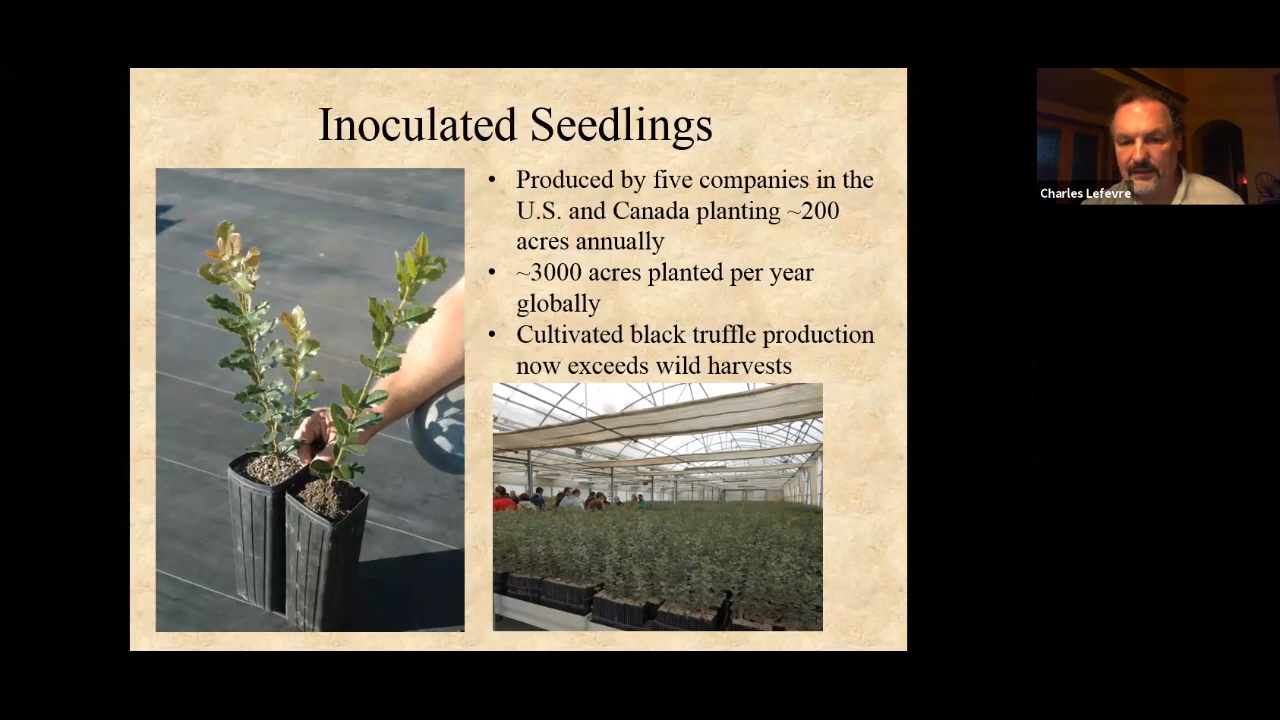 Inoculated Seedlings
• Produced by five companies in the
U.S. and Canada planting ~200
acres annually
• ~3000 acres planted per year
globally
• Cultivated black truffle production
now exceeds wild harvests
Charles Lefevre